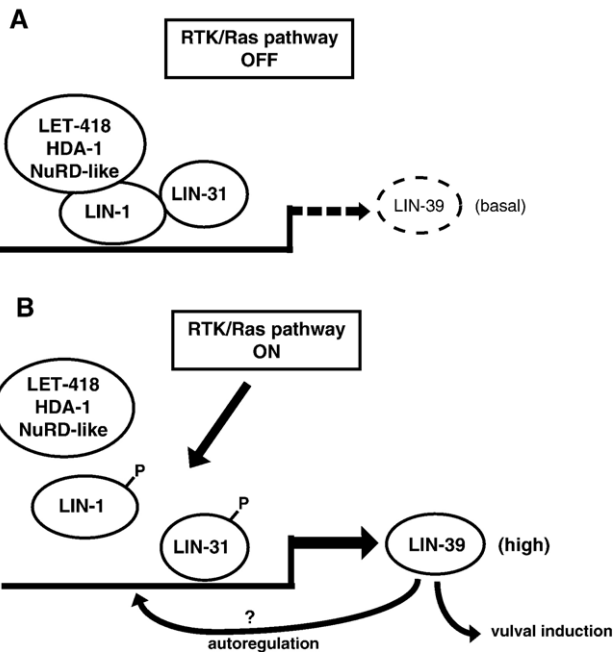 A
RTK/Ras pathway
OFF
LET-418
HDA-1
NuRD-like
LIN-31
LIN-1
LIN-39
(basal)
B
RTK/Ras pathway
ON
LET-418
HDA-1
NuRD-like
P
LIN-1
P
LIN-31
LIN-39
(high)
?
autoregulation
vulval induction